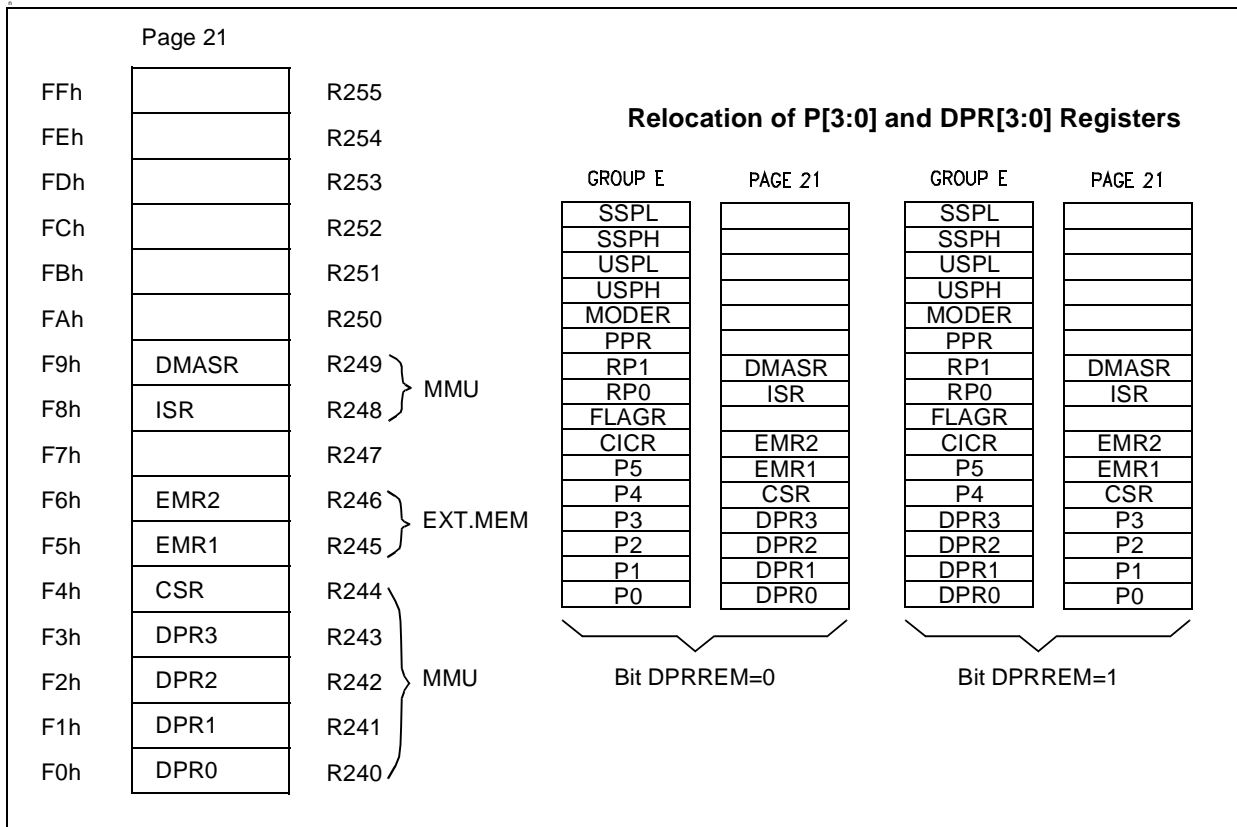 Page 21
FFh R255
FEh R254
FDh R253
FCh R252
FBh R251
FAh R250
F9h DMASR R249
F8h ISR R248
MMU
F7h R247
F6h EMR2 R246
F5h EMR1 R245
EXT.MEM
F4h CSR R244
F3h DPR3 R243
F2h DPR2 R242
MMU
F1h DPR1 R241
F0h DPR0 R240
Relocation of P[3:0] and DPR[3:0] Registers
GROUP E PAGE 21 GROUP E PAGE 21
SSPL SSPL
SSPH SSPH
USPL USPL
USPH USPH
MODER MODER
PPR PPR
RP1 DMASR RP1 DMASR
RP0 ISR RP0 ISR
FLAGR FLAGR
CICR EMR2 CICR EMR2
P5 EMR1 P5 EMR1
P4 CSR P4 CSR
P3 DPR3 DPR3 P3
P2 DPR2 DPR2 P2
P1 DPR1 DPR1 P1
P0 DPR0 DPR0 P0
Bit DPRREM=0 Bit DPRREM=1